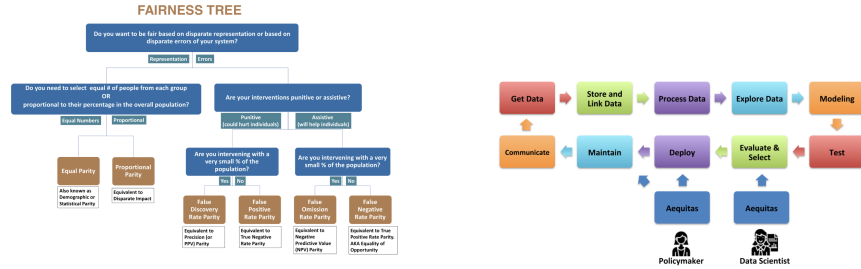 FAIRNESS TREE
Do you want to be fair based on disparate representation or based on
disparate errors of your system?
Representation
Errors
Do you need to select equal # of people from each group
OR
proportional to their percentage in the overall population?
Are your interventions punitive or assistive?
Equal Numbers
Proportional
Punitive
(could hurt individuals)
Assistive
(will help individuals)
Equal Parity
Proportional
Parity
Also known as
Demographic or
Statistical Parity
Equivalent to
Disparate Impact
Are you intervening with a
very small % of the
population?
Are you intervening with a very
small % of the population?
Yes
No
Yes
No
False
Discovery
Rate Parity
False
Positive
Rate Parity
False
Omission
Rate Parity
False
Negative
Rate Parity
Equivalent to
Precision (or
PPV) Parity
Equivalent to
True Negative
Rate Parity
Equivalent to
Negative
Predictive Value
(NPV) Parity
Equivalent to True
Positive Rate Parity.
AKA Equality of
Opportunity
Get Data
Store and
Link Data
Process Data
Explore Data
Modeling
Communicate
Maintain
Deploy
Evaluate &
Select
Test
Aequitas
Aequitas
Policymaker
Data Scientist